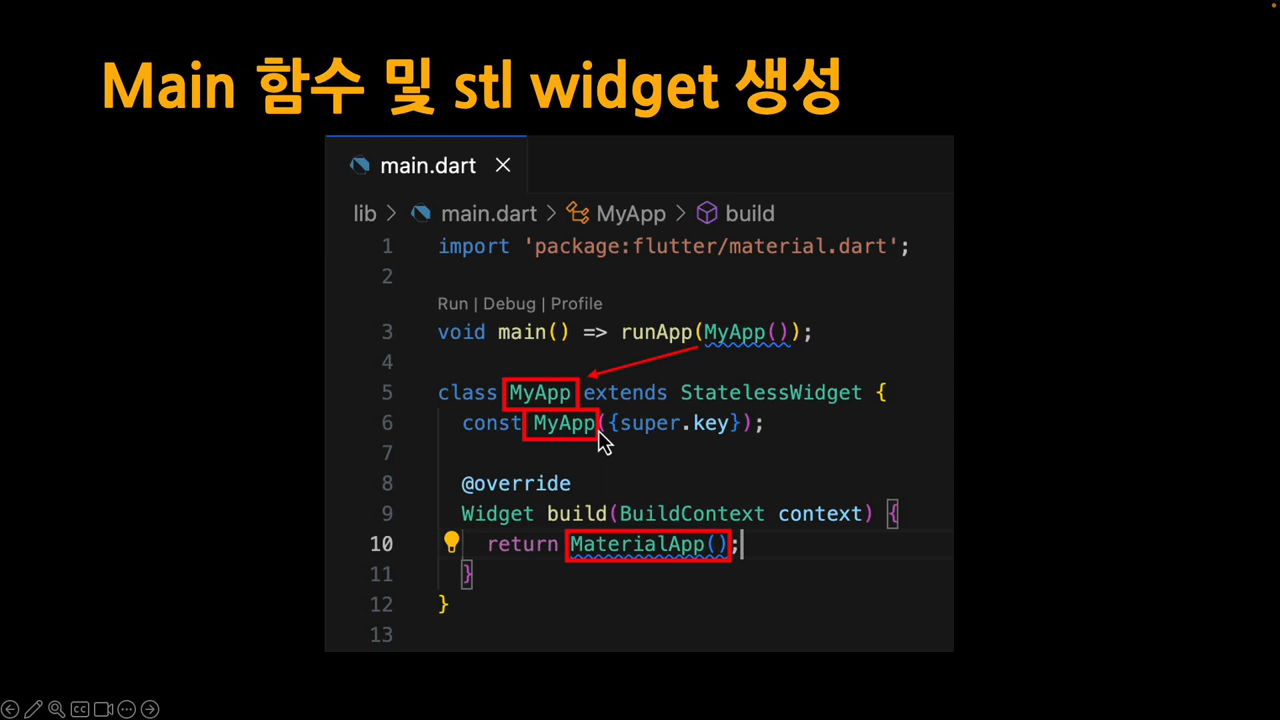 Main 함수 및 stl widget 생성
main.dart
lib > main.dart > MyApp > build
1 import 'package:flutter/material.dart';
2
Run | Debug | Profile
3 void main() => runApp(MyApp());
4
5 class MyApp extends StatelessWidget {
6 const MyApp({super.key});
7
8 @override
9 Widget build(BuildContext context) {
10 return MaterialApp();
11 }
12 }
13
CC